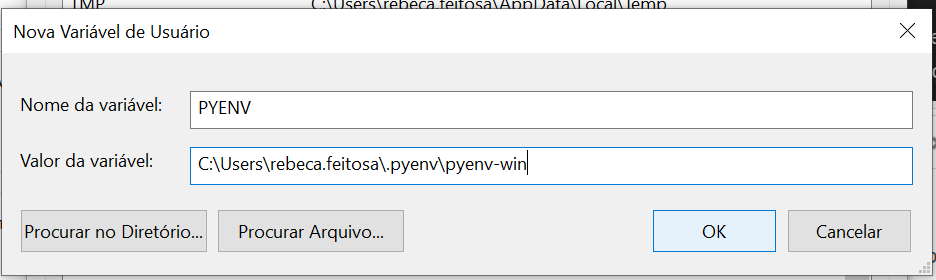 TMP C:\Users\rebeca.feitosa\AppData\Local\Temp
Nova Variável de Usuário
Nome da variável: PYENV
Valor da variável: C:\Users\rebeca.feitosa\.pyenv\pyenv-win
Procurar no Diretório... Procurar Arquivo... OK Cancelar